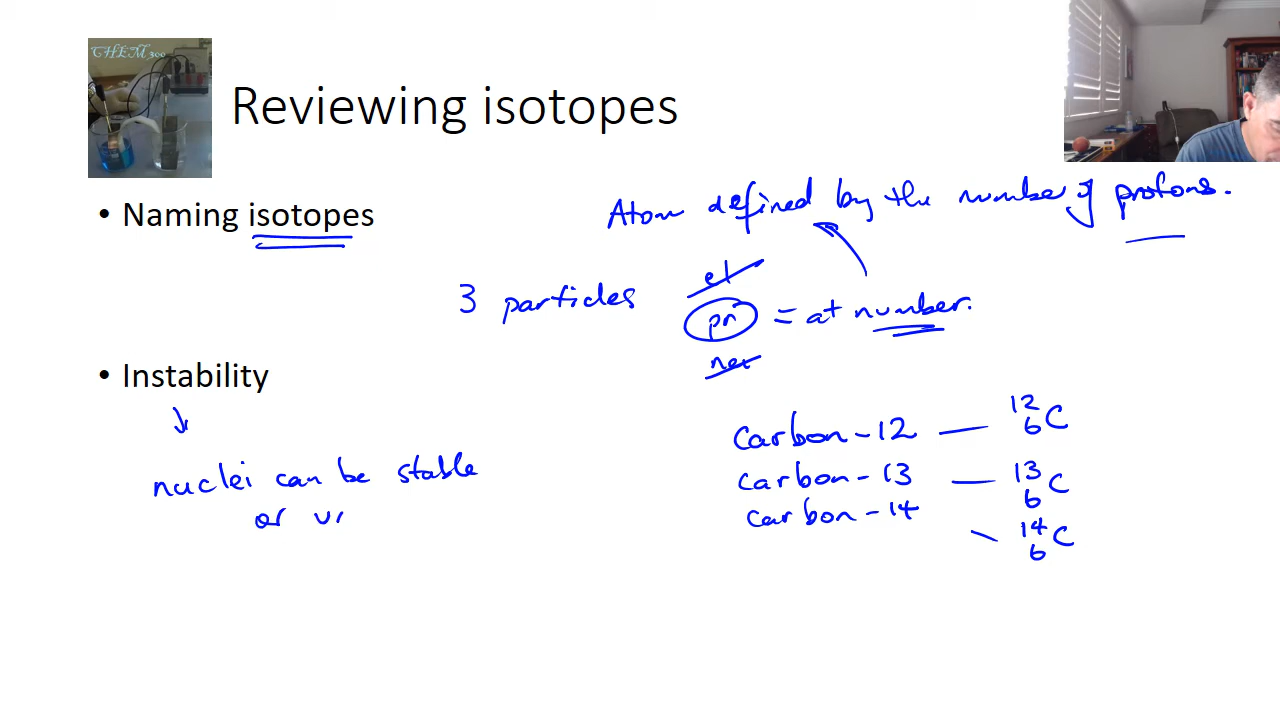 CHEM 300
Reviewing isotopes
• Naming isotopes
Atom defined by the number of protons.
3 particles
el
pr = at number.
neu
• Instability
nuclei can be stable
or un
carbon-12 — 12 6 C
carbon-13 — 13 6 C
carbon-14 — 14 6 C